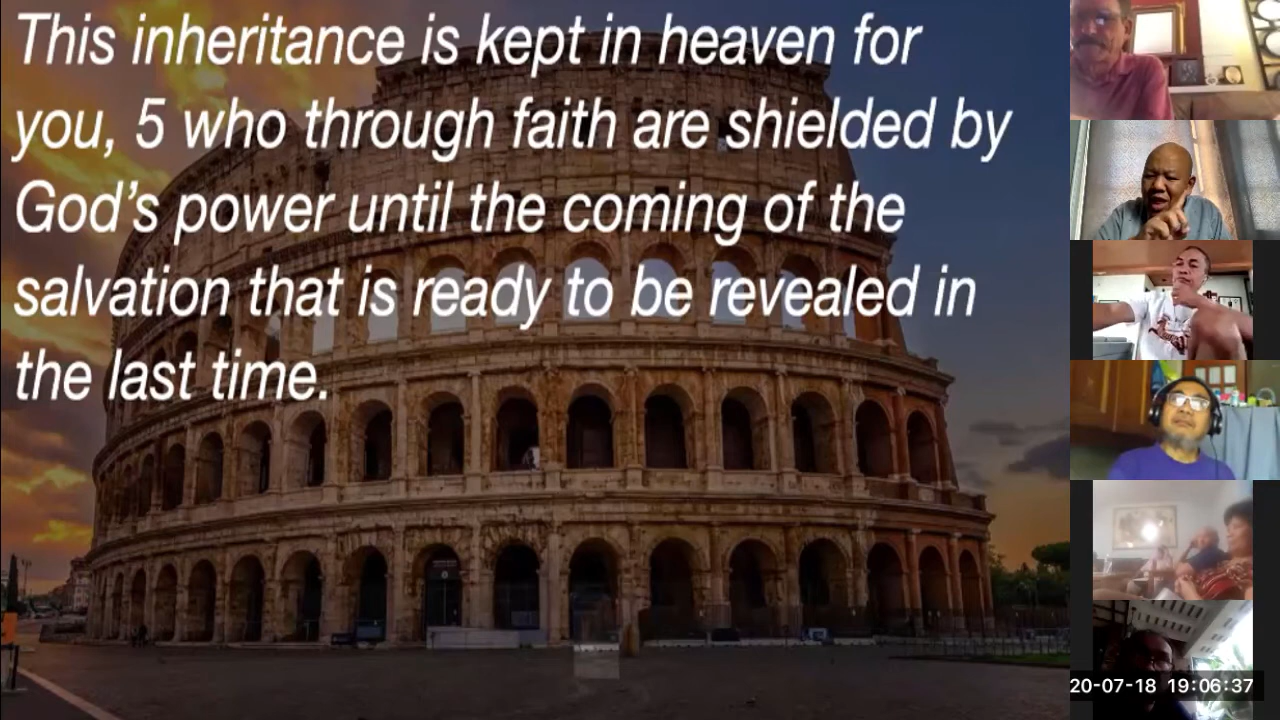 This inheritance is kept in heaven for
you, 5 who through faith are shielded by
God’s power until the coming of the
salvation that is ready to be revealed in
the last time.
20-07-18 19:06:37